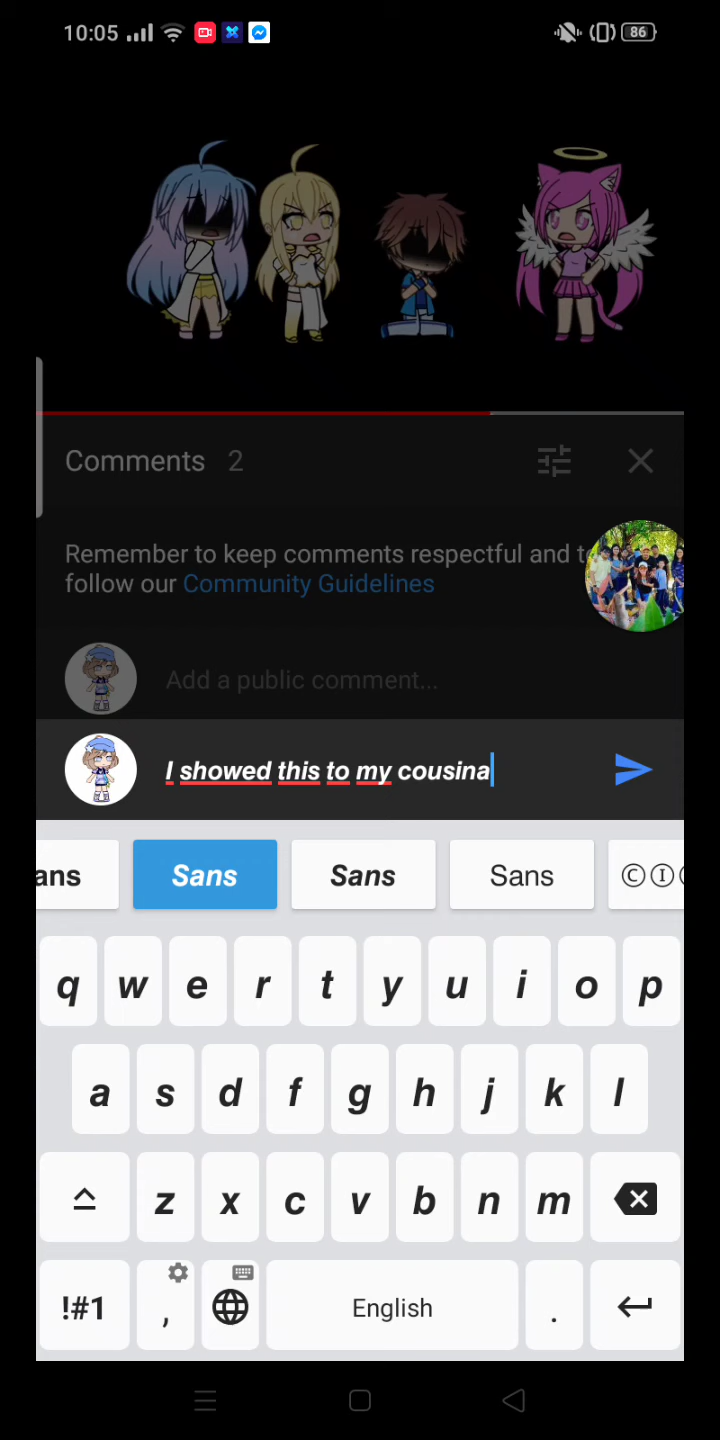 10:05 86
Comments 2
Remember to keep comments respectful and to
follow our Community Guidelines
Add a public comment...
I showed this to my cousina
ans Sans Sans Sans ⒸⒾ
q w e r t y u i o p
a s d f g h j k l
z x c v b n m
!#1 , English .